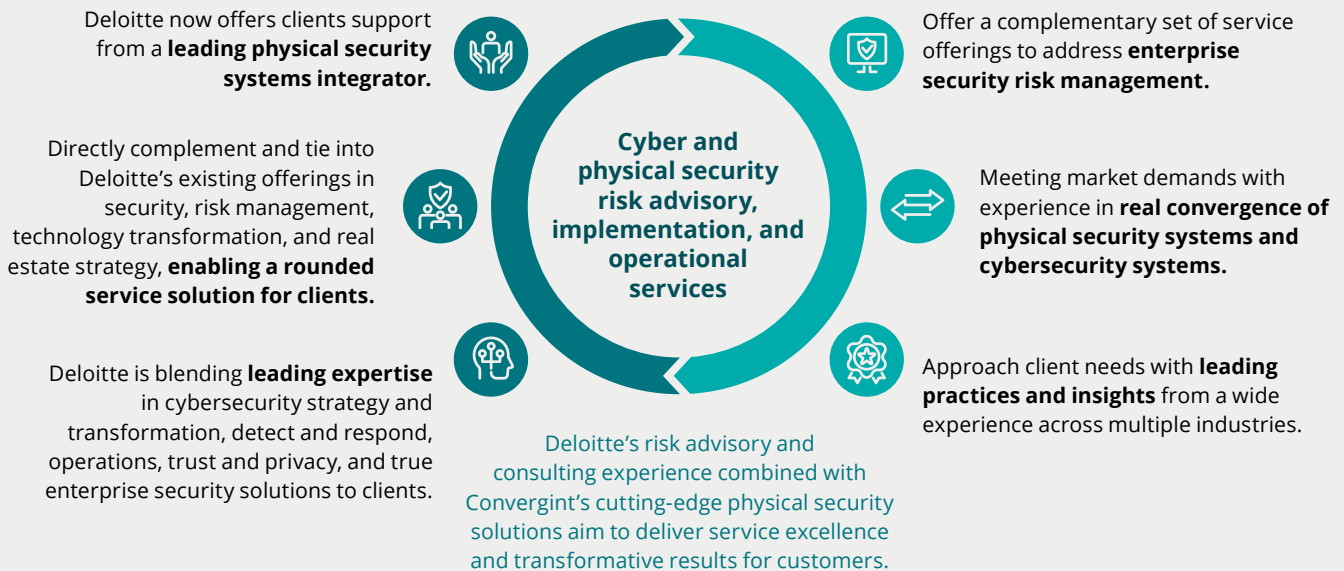 Deloitte now offers clients support
from a leading physical security
systems integrator.
Directly complement and tie into
Deloitte’s existing offerings in
security, risk management,
technology transformation, and real
estate strategy, enabling a rounded
service solution for clients.
Deloitte is blending leading expertise
in cybersecurity strategy and
transformation, detect and respond,
operations, trust and privacy, and true
enterprise security solutions to clients.
Cyber and
physical security
risk advisory,
implementation, and
operational
services
Deloitte’s risk advisory and
consulting experience combined with
Convergint’s cutting-edge physical security
solutions aim to deliver service excellence
and transformative results for customers.
Offer a complementary set of service
offerings to address enterprise
security risk management.
Meeting market demands with
experience in real convergence of
physical security systems and
cybersecurity systems.
Approach client needs with leading
practices and insights from a wide
experience across multiple industries.